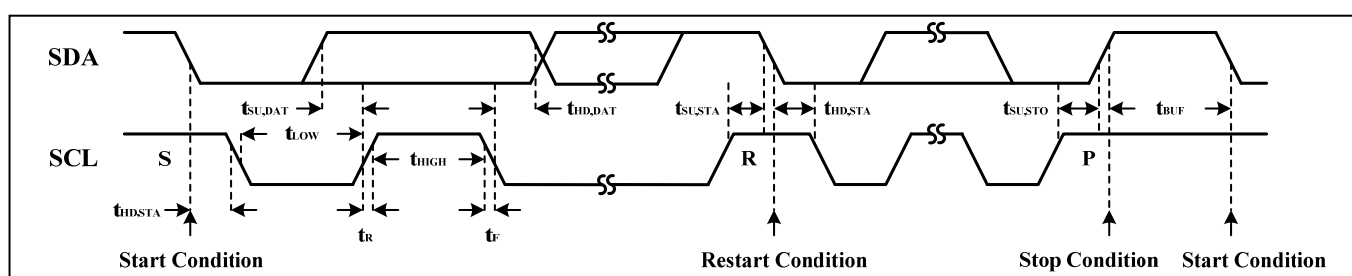 SDA
tSU,DAT tHD,DAT tSU,STA tHD,STA tSU,STO tBUF
tLOW
SCL S tHIGH R P
tHD,STA
tR tF
Start Condition Restart Condition Stop Condition Start Condition